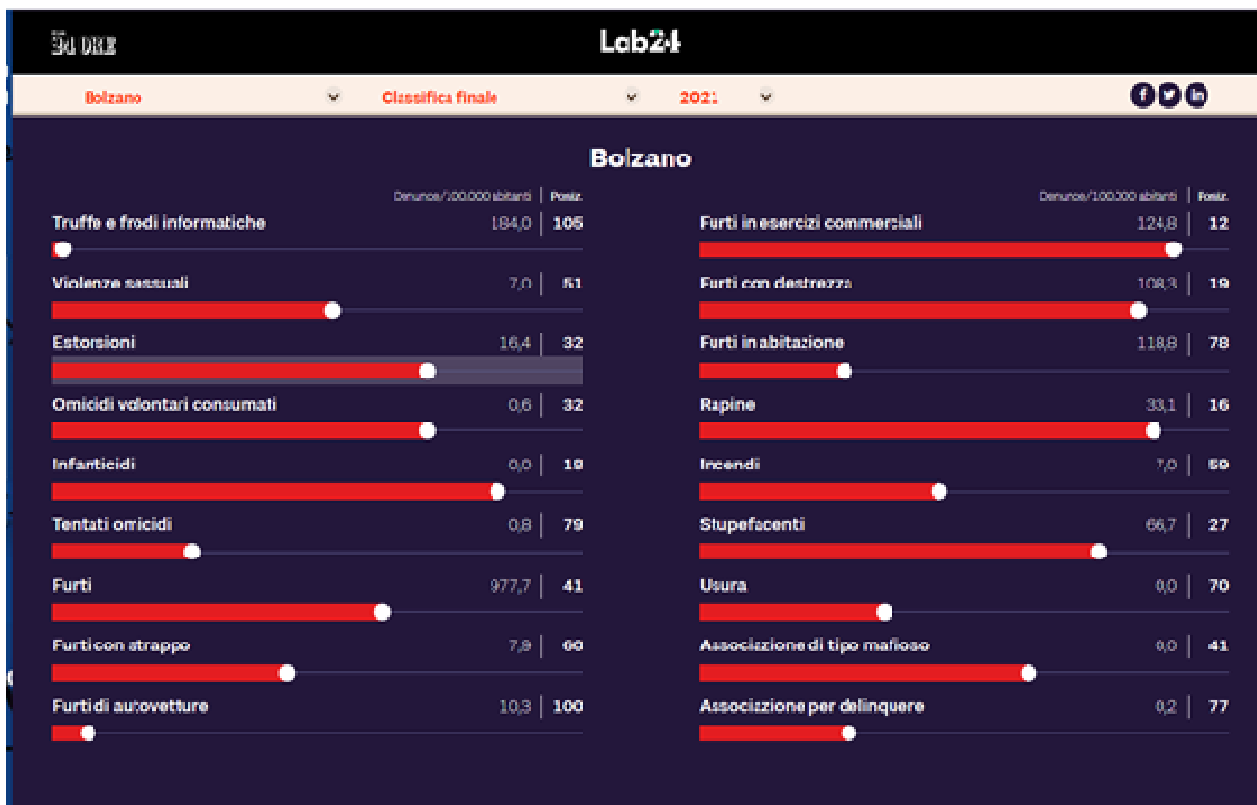 24 ORE
Lab24
Bolzano
Classifica finale
2021
Bolzano
Denunce/100.000 abitanti | Posiz.
Truffe e frodi informatiche 184,0 | 105
Violenze sessuali 7,0 | 51
Estorsioni 16,4 | 32
Omicidi volontari consumati 0,6 | 32
Infanticidi 0,0 |
Tentati omicidi 0,8 | 79
Furti 977,7 | 41
Furti con strappo | 60
Furti di autovetture 10,3 | 100
Denunce/100.000 abitanti | Posiz.
Furti in esercizi commerciali 124,8 | 12
Furti con destrezza 108,3 | 19
Furti in abitazione 118,8 | 78
Rapine 33,1 | 16
Incendi 7,0 | 59
Stupefacenti 66,7 | 27
Usura 0,0 | 70
Associazione di tipo mafioso 0,0 | 41
Associazione per delinquere 0,2 | 77